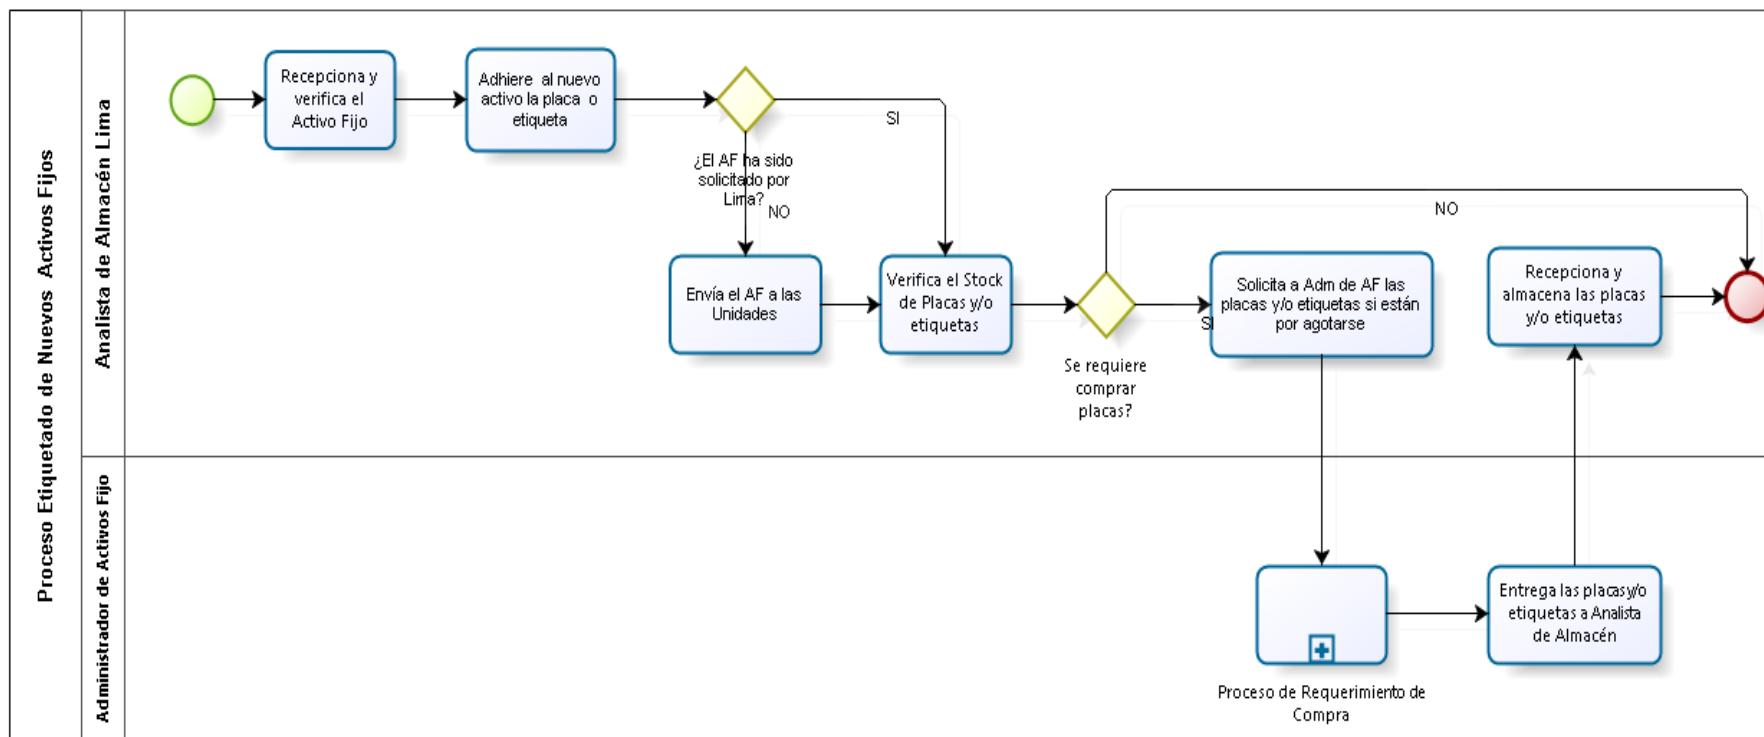 Proceso Etiquetado de Nuevos Activos Fijos
Analista de Almacén Lima
Recepciona y
verifica el
Activo Fijo
Adhiere al nuevo
activo la placa o
etiqueta
¿El AF ha sido
solicitado por
Lima?
SI
NO
Envía el AF a las
Unidades
Verifica el Stock
de Placas y/o
etiquetas
Se requiere
comprar
placas?
NO
SI
Solicita a Adm de AF las
placas y/o etiquetas si están
por agotarse
Recepciona y
almacena las placas
y/o etiquetas
Administrador de Activos Fijo
Proceso de Requerimiento de
Compra
Entrega las placasy/o
etiquetas a Analista
de Almacén